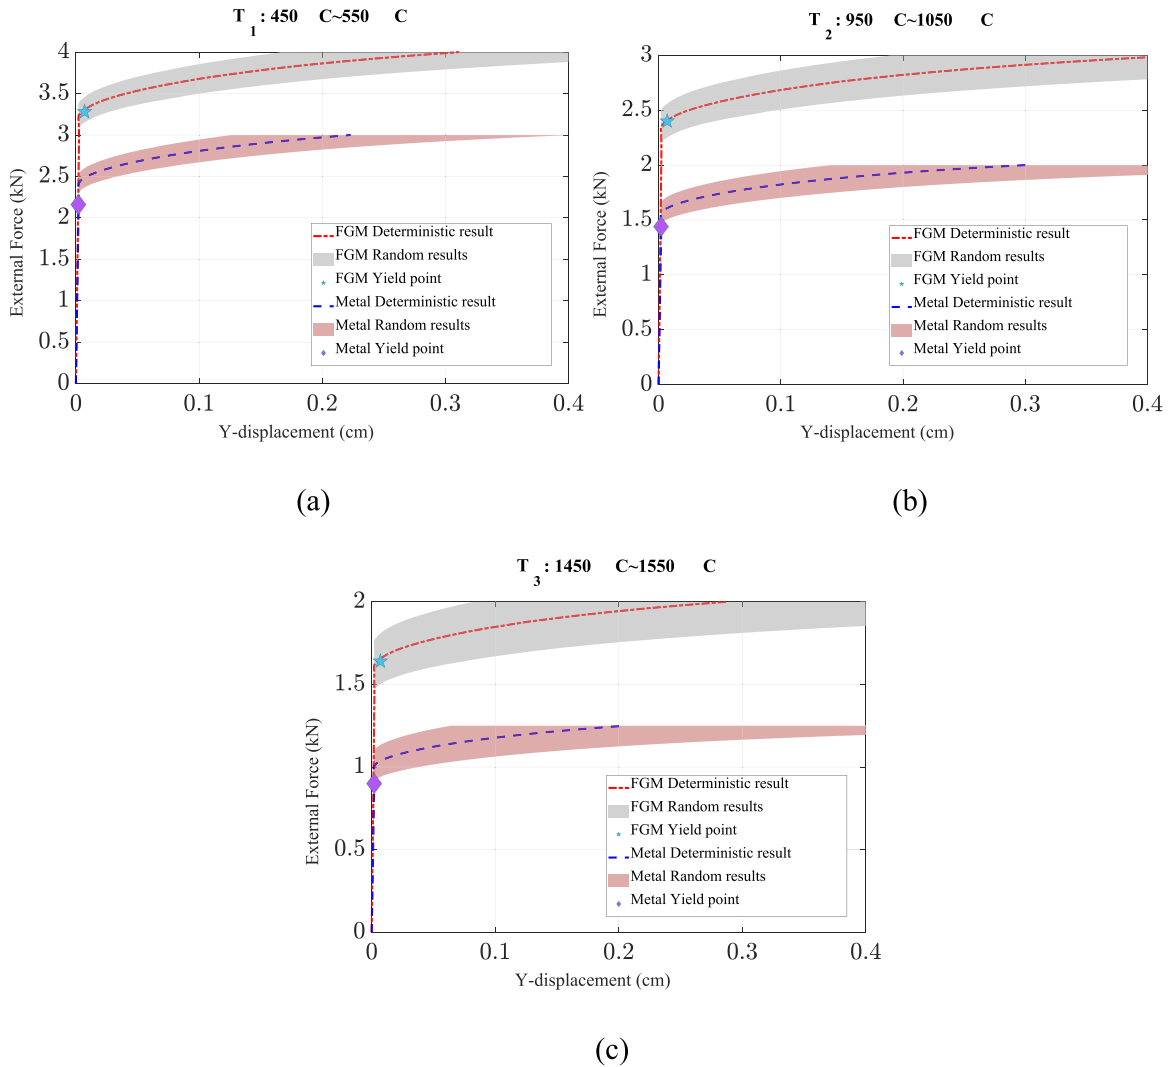 T1: 450 C~550 C
4
3.5
3
2.5
2
1.5
1
0.5
0
External Force (kN)
FGM Deterministic result
FGM Random results
FGM Yield point
Metal Deterministic result
Metal Random results
Metal Yield point
0 0.1 0.2 0.3 0.4
Y-displacement (cm)
(a)
T2: 950 C~1050 C
3
2.5
2
1.5
1
0.5
0
External Force (kN)
FGM Deterministic result
FGM Random results
FGM Yield point
Metal Deterministic result
Metal Random results
Metal Yield point
0 0.1 0.2 0.3 0.4
Y-displacement (cm)
(b)
T3: 1450 C~1550 C
2
1.5
1
0.5
0
External Force (kN)
FGM Deterministic result
FGM Random results
FGM Yield point
Metal Deterministic result
Metal Random results
Metal Yield point
0 0.1 0.2 0.3 0.4
Y-displacement (cm)
(c)